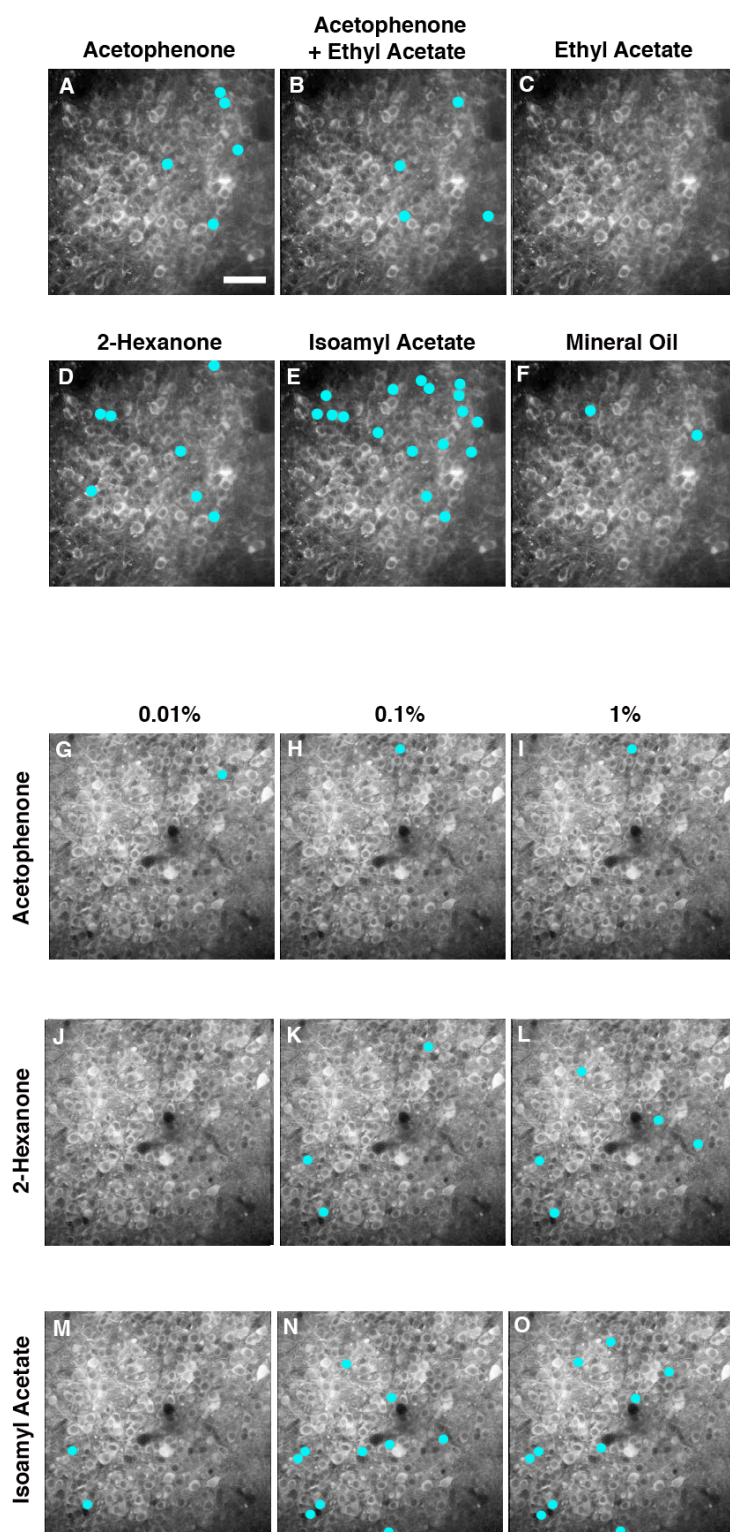 Acetophenone
Acetophenone
+ Ethyl Acetate
Ethyl Acetate
A
B
C
2-Hexanone
Isoamyl Acetate
Mineral Oil
D
E
F
0.01%
0.1%
1%
Acetophenone
G
H
I
2-Hexanone
J
K
L
Isoamyl Acetate
M
N
O